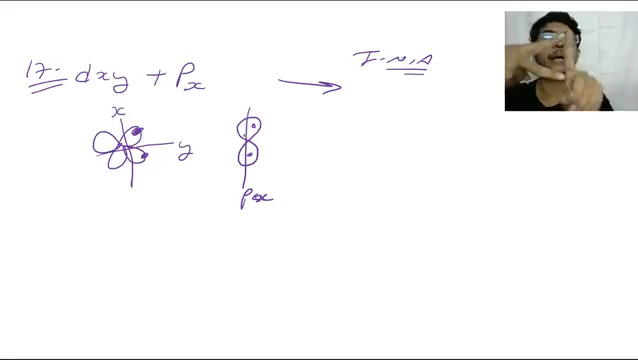 17. dxy + Px → I.N.A
x
y
Px